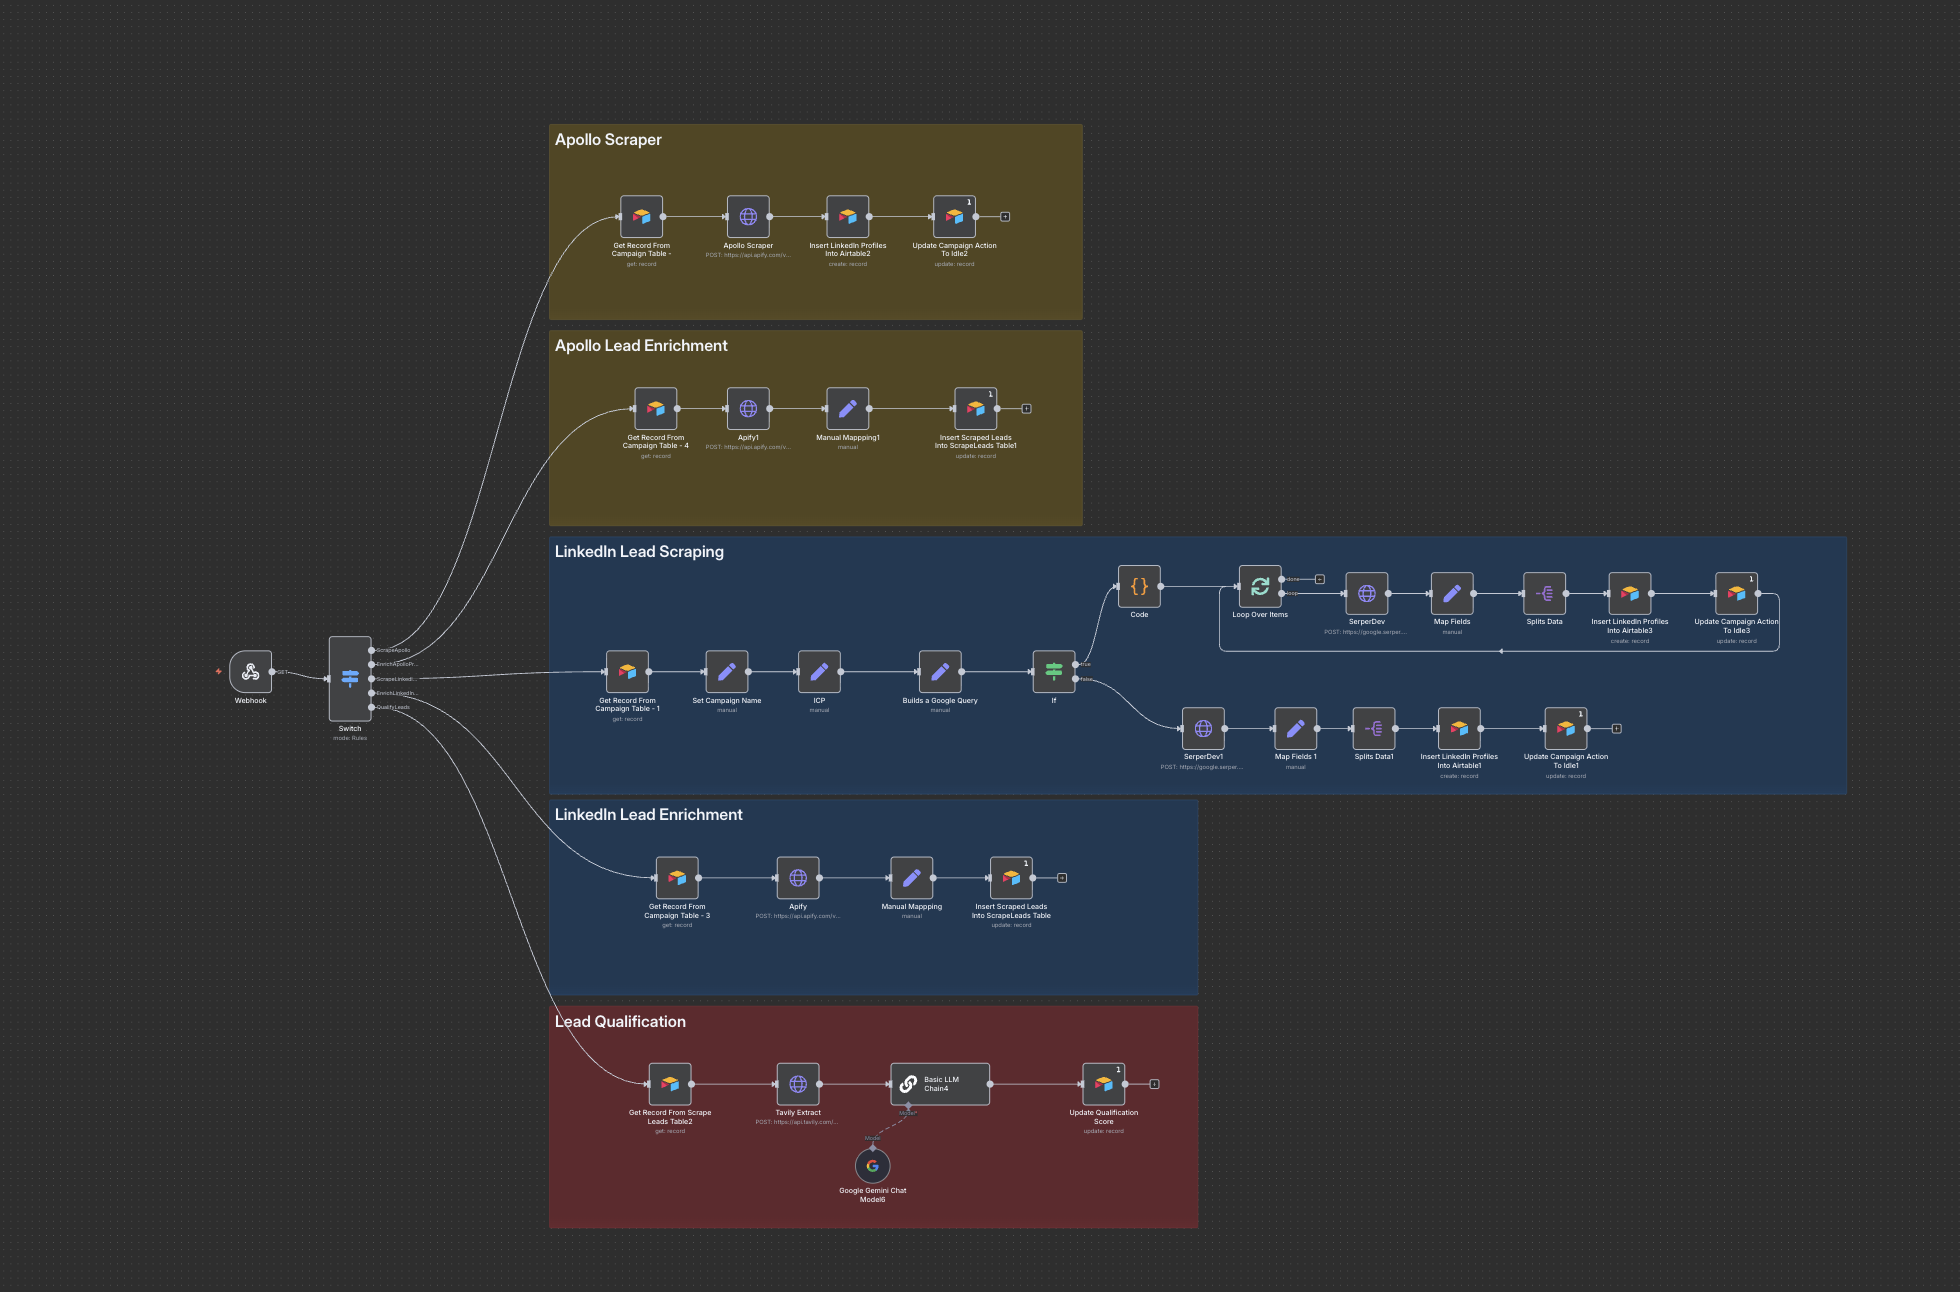 Apollo Scraper
1
Get Record From
Campaign Table -
get: record
Apollo Scraper
POST: https://api.apify.com/v...
Insert LinkedIn Profiles
Into Airtable2
create: record
Update Campaign Action
To Idle2
update: record
Apollo Lead Enrichment
1
Get Record From
Campaign Table - 4
get: record
Apify1
POST: https://api.apify.com/v...
Manual Mappping1
manual
Insert Scraped Leads
Into ScrapeLeads Table1
update: record
GET
Webhook
ScrapeApollo
EnrichApolloPr...
ScrapeLinkedI...
EnrichLinkedIn...
QualifyLeads
Switch
mode: Rules
LinkedIn Lead Scraping
Get Record From
Campaign Table - 1
get: record
Set Campaign Name
manual
ICP
manual
Builds a Google Query
manual
true
false
If
Code
done
loop
Loop Over Items
SerperDev
POST: https://google.serper....
Map Fields
manual
Splits Data
Insert LinkedIn Profiles
Into Airtable3
create: record
1
Update Campaign Action
To Idle3
update: record
SerperDev1
POST: https://google.serper....
Map Fields 1
manual
Splits Data1
Insert LinkedIn Profiles
Into Airtable1
create: record
1
Update Campaign Action
To Idle1
update: record
LinkedIn Lead Enrichment
Get Record From
Campaign Table - 3
get: record
Apify
POST: https://api.apify.com/v...
Manual Mappping
manual
1
Insert Scraped Leads
Into ScrapeLeads Table
update: record
Lead Qualification
Get Record From Scrape
Leads Table2
get: record
Tavily Extract
POST: https://api.tavily.com/...
Basic LLM
Chain4
Model*
Model
Google Gemini Chat
Model6
1
Update Qualification
Score
update: record